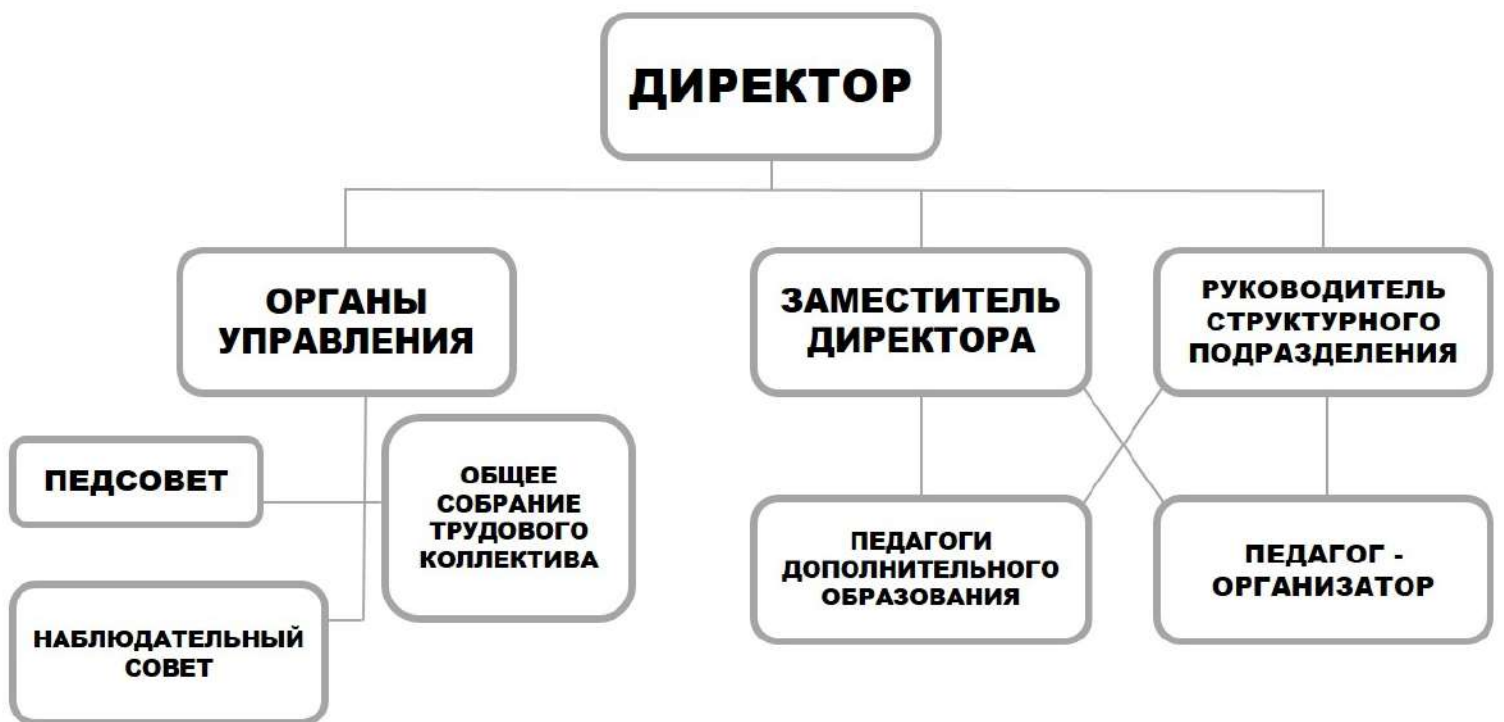 ДИРЕКТОР
ОРГАНЫ
УПРАВЛЕНИЯ
ЗАМЕСТИТЕЛЬ
ДИРЕКТОРА
РУКОВОДИТЕЛЬ
СТРУКТУРНОГО
ПОДРАЗДЕЛЕНИЯ
ПЕДСОВЕТ
ОБЩЕЕ
СОБРАНИЕ
ТРУДОВОГО
КОЛЛЕКТИВА
НАБЛЮДАТЕЛЬНЫЙ
СОВЕТ
ПЕДАГОГИ
ДОПОЛНИТЕЛЬНОГО
ОБРАЗОВАНИЯ
ПЕДАГОГ -
ОРГАНИЗАТОР